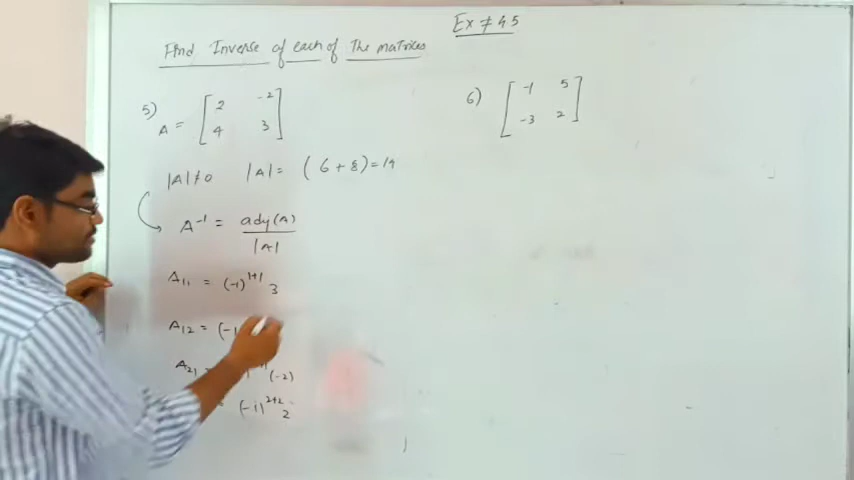 Ex ≠ 4.5
Find Inverse of each of The matrices
5) A = [ 2 -2
4 3 ]
|A| ≠ 0 |A| = ( 6 + 8 ) = 14
A⁻¹ = adj(A)
|A|
A₁₁ = (-1)¹⁺¹ 3
A₁₂ = (-1
A₂₁ = (-2)
= (-1)²⁺² 2
6) [ -1 5
-3 2 ]